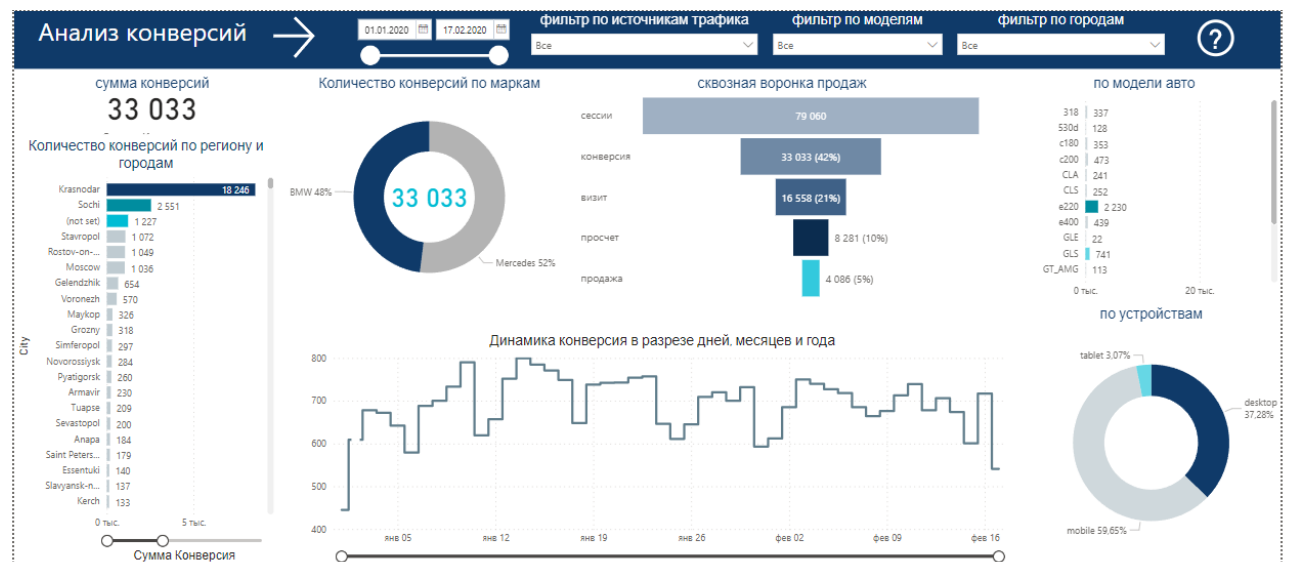 Анализ конверсий
01.01.2020
17.02.2020
фильтр по источникам трафика
Все
фильтр по моделям
Все
фильтр по городам
Все
?
сумма конверсий
33 033
Количество конверсий по региону и
городам
City
Krasnodar 18 246
Sochi 2 551
(not set) 1 227
Stavropol 1 072
Rostov-on-... 1 049
Moscow 1 036
Gelendzhik 654
Voronezh 570
Maykop 326
Grozny 318
Simferopol 297
Novorossiysk 284
Pyatigorsk 260
Armavir 230
Tuapse 209
Sevastopol 200
Anapa 184
Saint Peters... 179
Essentuki 140
Slavyansk-n... 137
Kerch 133
0 тыс. 5 тыс.
Сумма Конверсия
Количество конверсий по маркам
BMW 48%
33 033
Mercedes 52%
сквозная воронка продаж
сессии 79 060
конверсия 33 033 (42%)
визит 16 558 (21%)
просчет 8 281 (10%)
продажа 4 086 (5%)
Динамика конверсия в разрезе дней, месяцев и года
800
700
600
500
400
янв 05 янв 12 янв 19 янв 26 фев 02 фев 09 фев 16
по модели авто
318 337
530d 128
c180 353
c200 473
CLA 241
CLS 252
e220 2 230
e400 439
GLE 22
GLS 741
GT_AMG 113
0 тыс. 20 тыс.
по устройствам
tablet 3,07%
desktop
37,28%
mobile 59,65%